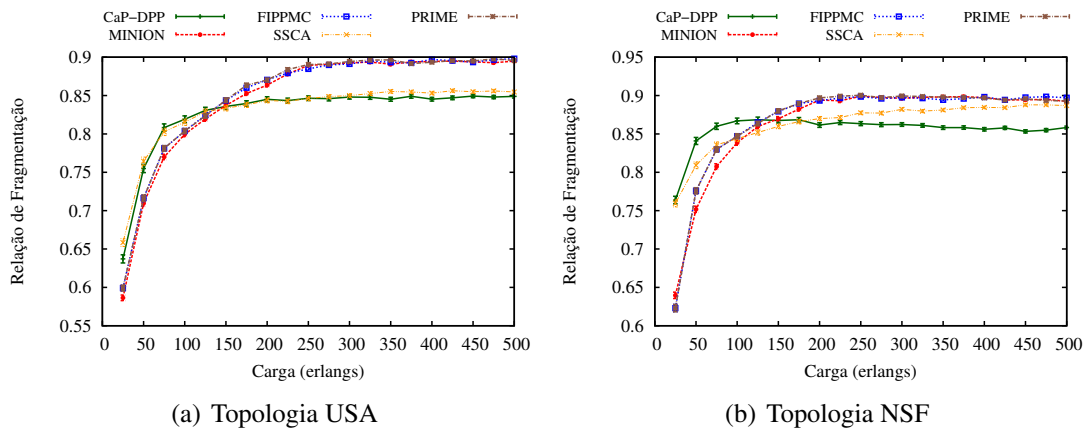 CaP−DPP
MINION
FIPPMC
SSCA
PRIME
Relação de Fragmentação
0.9
0.85
0.8
0.75
0.7
0.65
0.6
0.55
0 50 100 150 200 250 300 350 400 450 500
Carga (erlangs)
(a) Topologia USA
CaP−DPP
MINION
FIPPMC
SSCA
PRIME
Relação de Fragmentação
0.95
0.9
0.85
0.8
0.75
0.7
0.65
0.6
0 50 100 150 200 250 300 350 400 450 500
Carga (erlangs)
(b) Topologia NSF